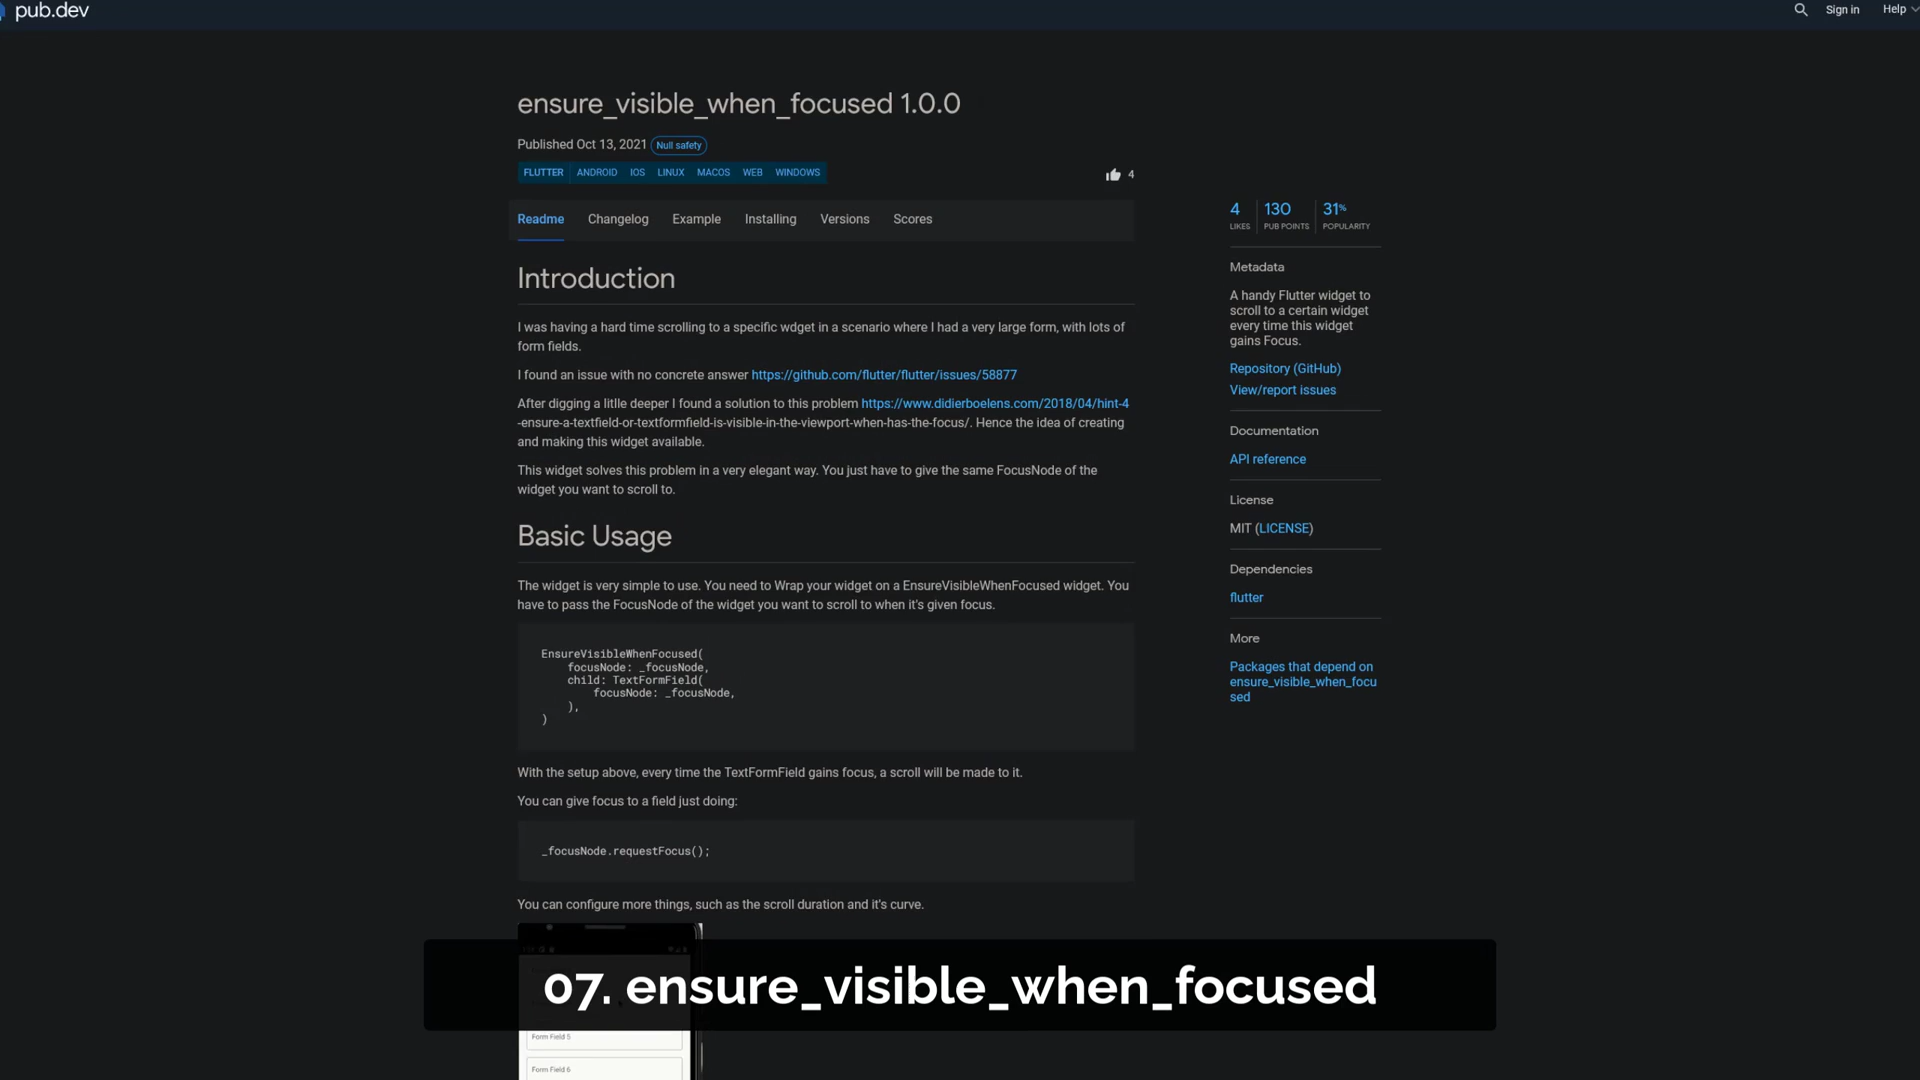 pub.dev
Sign in
Help
ensure_visible_when_focused 1.0.0
Published Oct 13, 2021 Null safety
FLUTTER ANDROID IOS LINUX MACOS WEB WINDOWS
4
Readme Changelog Example Installing Versions Scores
Introduction
I was having a hard time scrolling to a specific wdget in a scenario where I had a very large form, with lots of
form fields.
I found an issue with no concrete answer https://github.com/flutter/flutter/issues/58877
After digging a litlle deeper I found a solution to this problem https://www.didierboelens.com/2018/04/hint-4
-ensure-a-textfield-or-textformfield-is-visible-in-the-viewport-when-has-the-focus/. Hence the idea of creating
and making this widget available.
This widget solves this problem in a very elegant way. You just have to give the same FocusNode of the
widget you want to scroll to.
Basic Usage
The widget is very simple to use. You need to Wrap your widget on a EnsureVisibleWhenFocused widget. You
have to pass the FocusNode of the widget you want to scroll to when it's given focus.
EnsureVisibleWhenFocused(
focusNode: _focusNode,
child: TextFormField(
focusNode: _focusNode,
),
)
With the setup above, every time the TextFormField gains focus, a scroll will be made to it.
You can give focus to a field just doing:
_focusNode.requestFocus();
You can configure more things, such as the scroll duration and it's curve.
07. ensure_visible_when_focused
Form Field 5
Form Field 6
4 130 31%
LIKES PUB POINTS POPULARITY
Metadata
A handy Flutter widget to
scroll to a certain widget
every time this widget
gains Focus.
Repository (GitHub)
View/report issues
Documentation
API reference
License
MIT (LICENSE)
Dependencies
flutter
More
Packages that depend on
ensure_visible_when_focu
sed